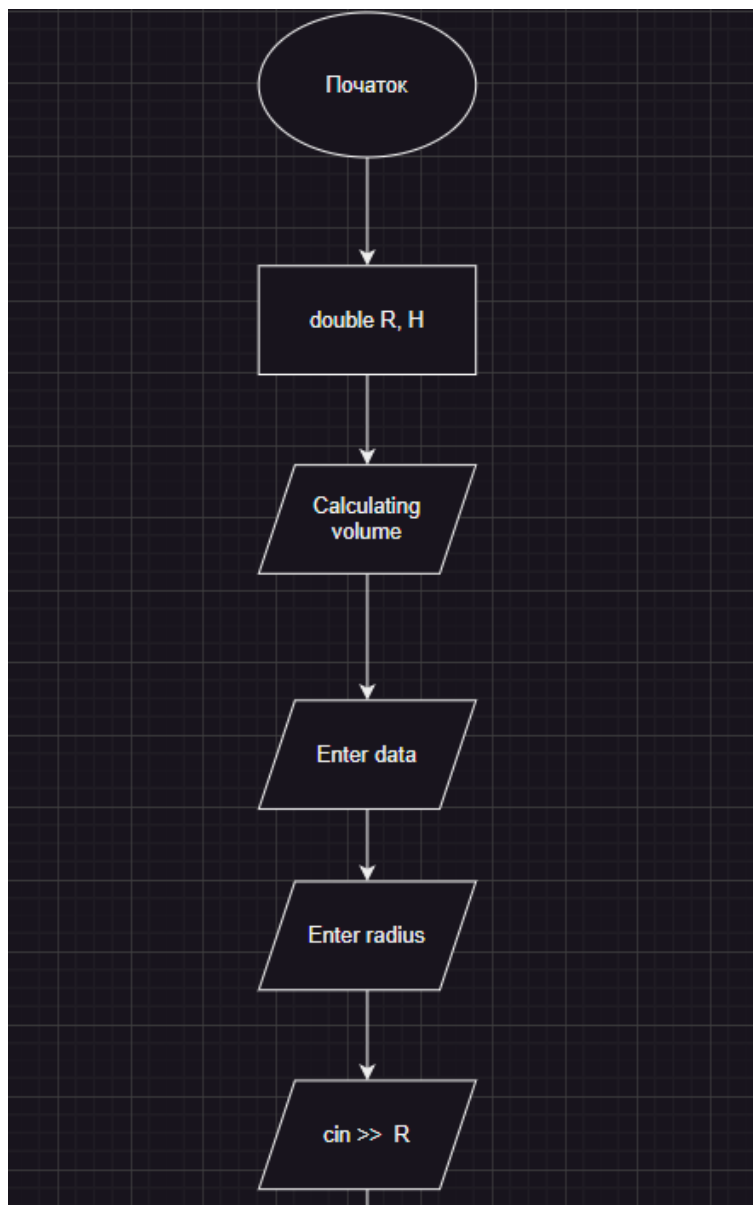 Початок
double R, H
Calculating
volume
Enter data
Enter radius
cin >> R